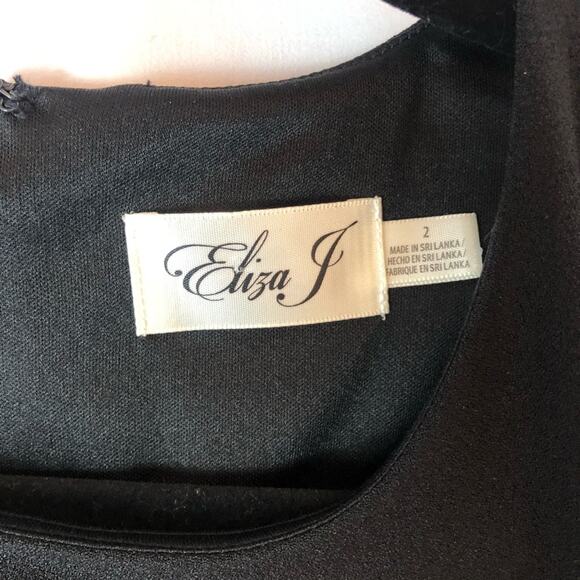 Eliza J
2
MADE IN SRI LANKA/
HECHO EN SRI LANKA/
FABRIQUE EN SRI LANKA